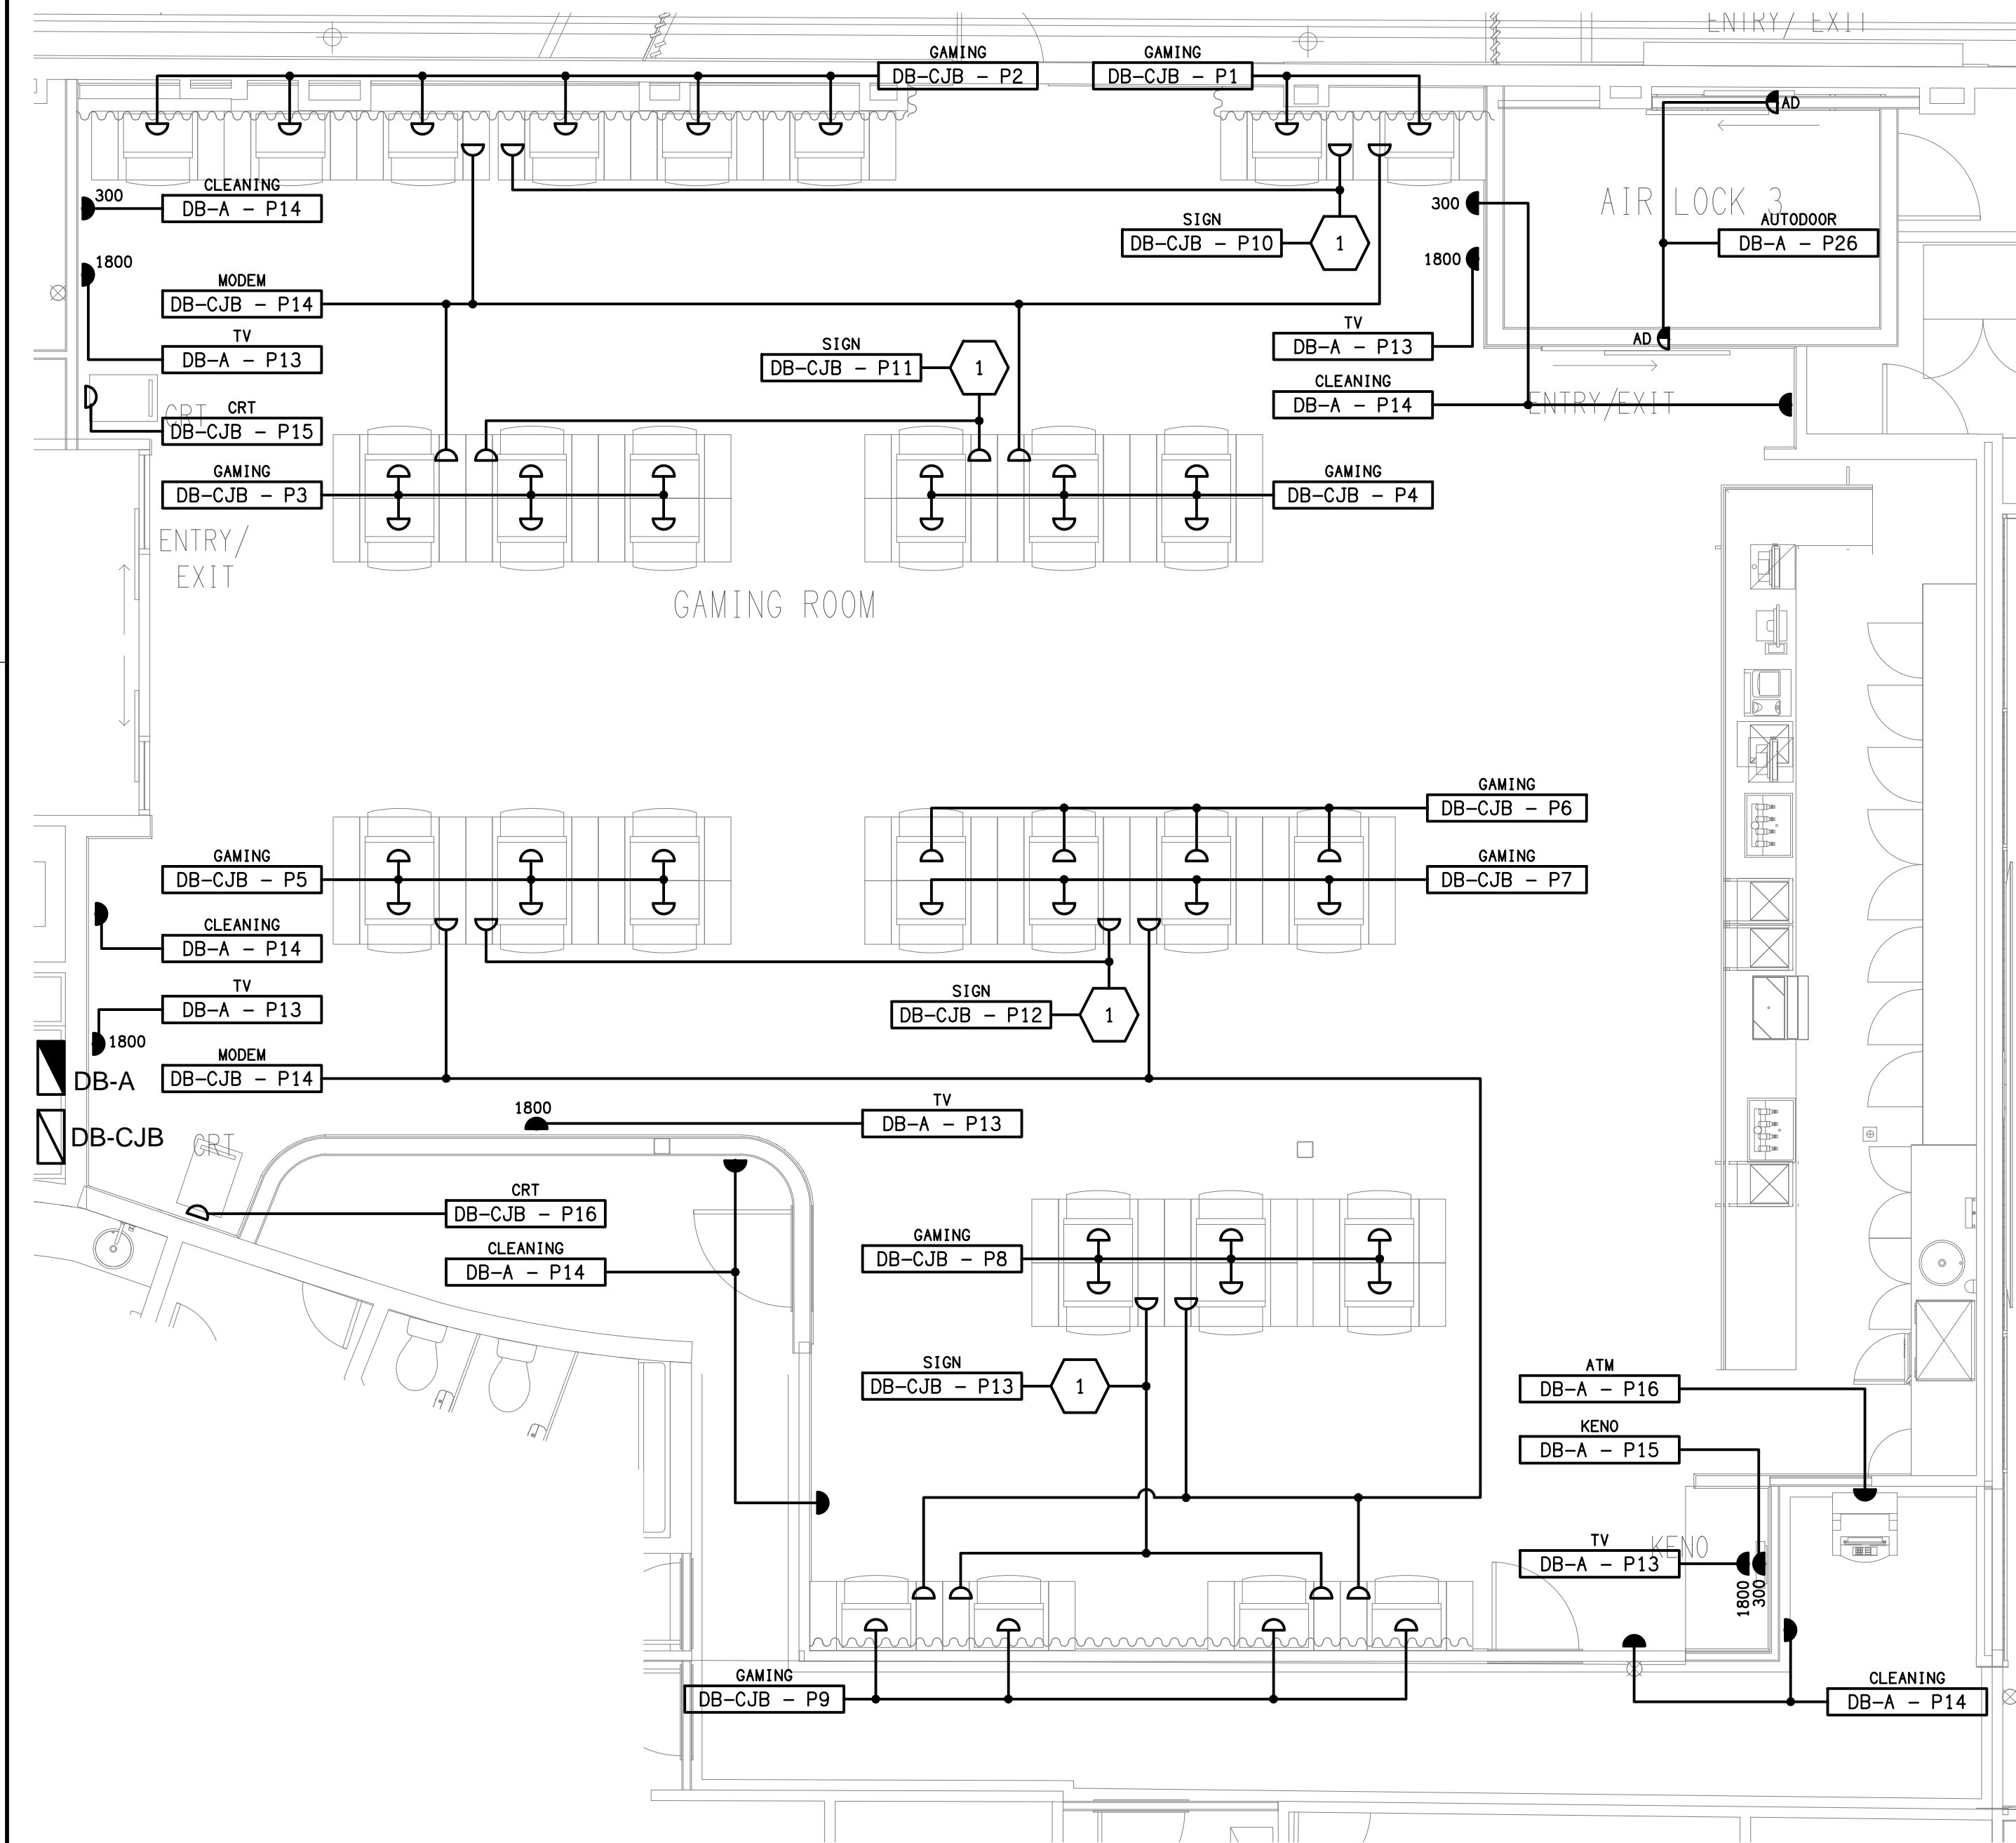 ENTRY/ EXIT
GAMING
DB-CJB - P2
GAMING
DB-CJB - P1
AD
300
CLEANING
DB-A - P14
300
AIR LOCK 3
SIGN
DB-CJB - P10
1
AUTODOOR
DB-A - P26
1800
1800
MODEM
DB-CJB - P14
TV
DB-A - P13
SIGN
DB-CJB - P11
1
TV
DB-A - P13
AD
CLEANING
DB-A - P14
ENTRY/EXIT
CRT
CRT
DB-CJB - P15
GAMING
DB-CJB - P3
GAMING
DB-CJB - P4
ENTRY/
EXIT
GAMING ROOM
GAMING
DB-CJB - P6
GAMING
DB-CJB - P5
GAMING
DB-CJB - P7
CLEANING
DB-A - P14
TV
DB-A - P13
SIGN
DB-CJB - P12
1
1800
MODEM
DB-CJB - P14
DB-A
DB-CJB
1800
TV
DB-A - P13
CRT
CRT
DB-CJB - P16
CLEANING
DB-A - P14
GAMING
DB-CJB - P8
SIGN
DB-CJB - P13
1
ATM
DB-A - P16
KENO
DB-A - P15
TV
DB-A - P13
KENO
1800
300
GAMING
DB-CJB - P9
CLEANING
DB-A - P14